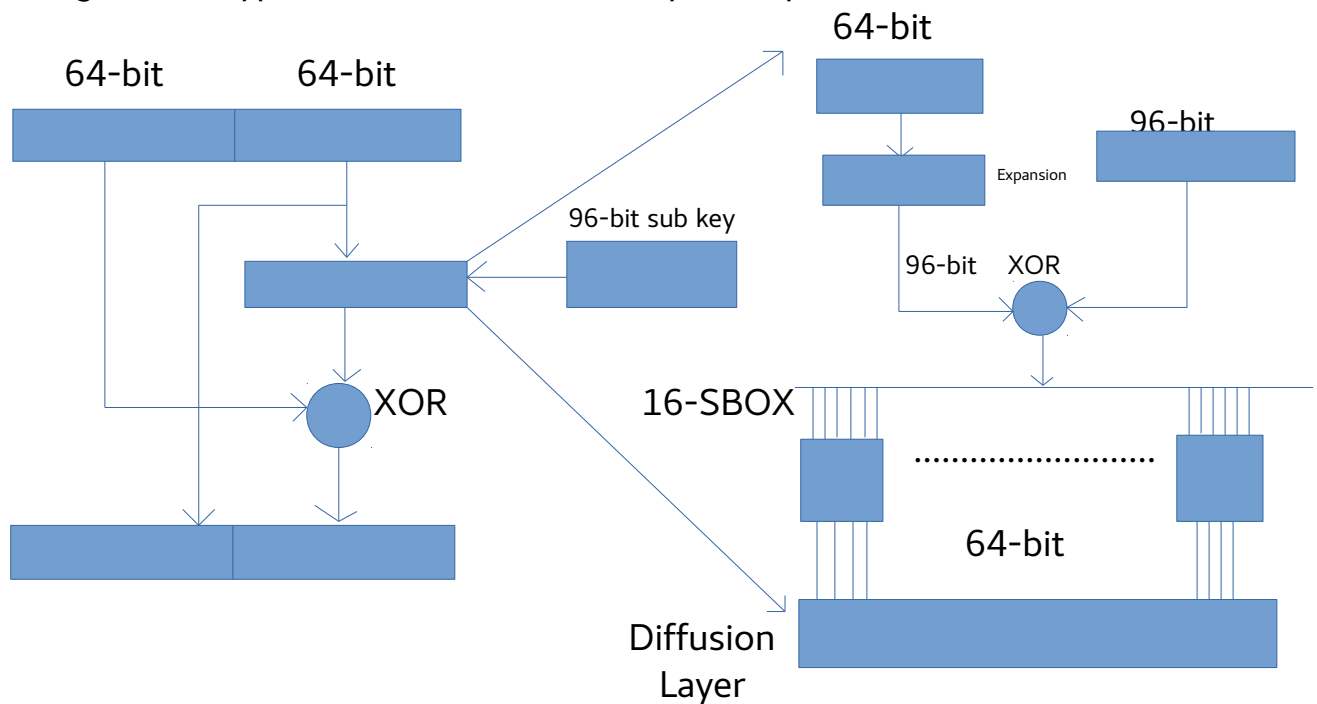 64-bit
64-bit
64-bit
96-bit
Expansion
96-bit sub key
96-bit
XOR
XOR
16-SBOX
64-bit
Diffusion
Layer